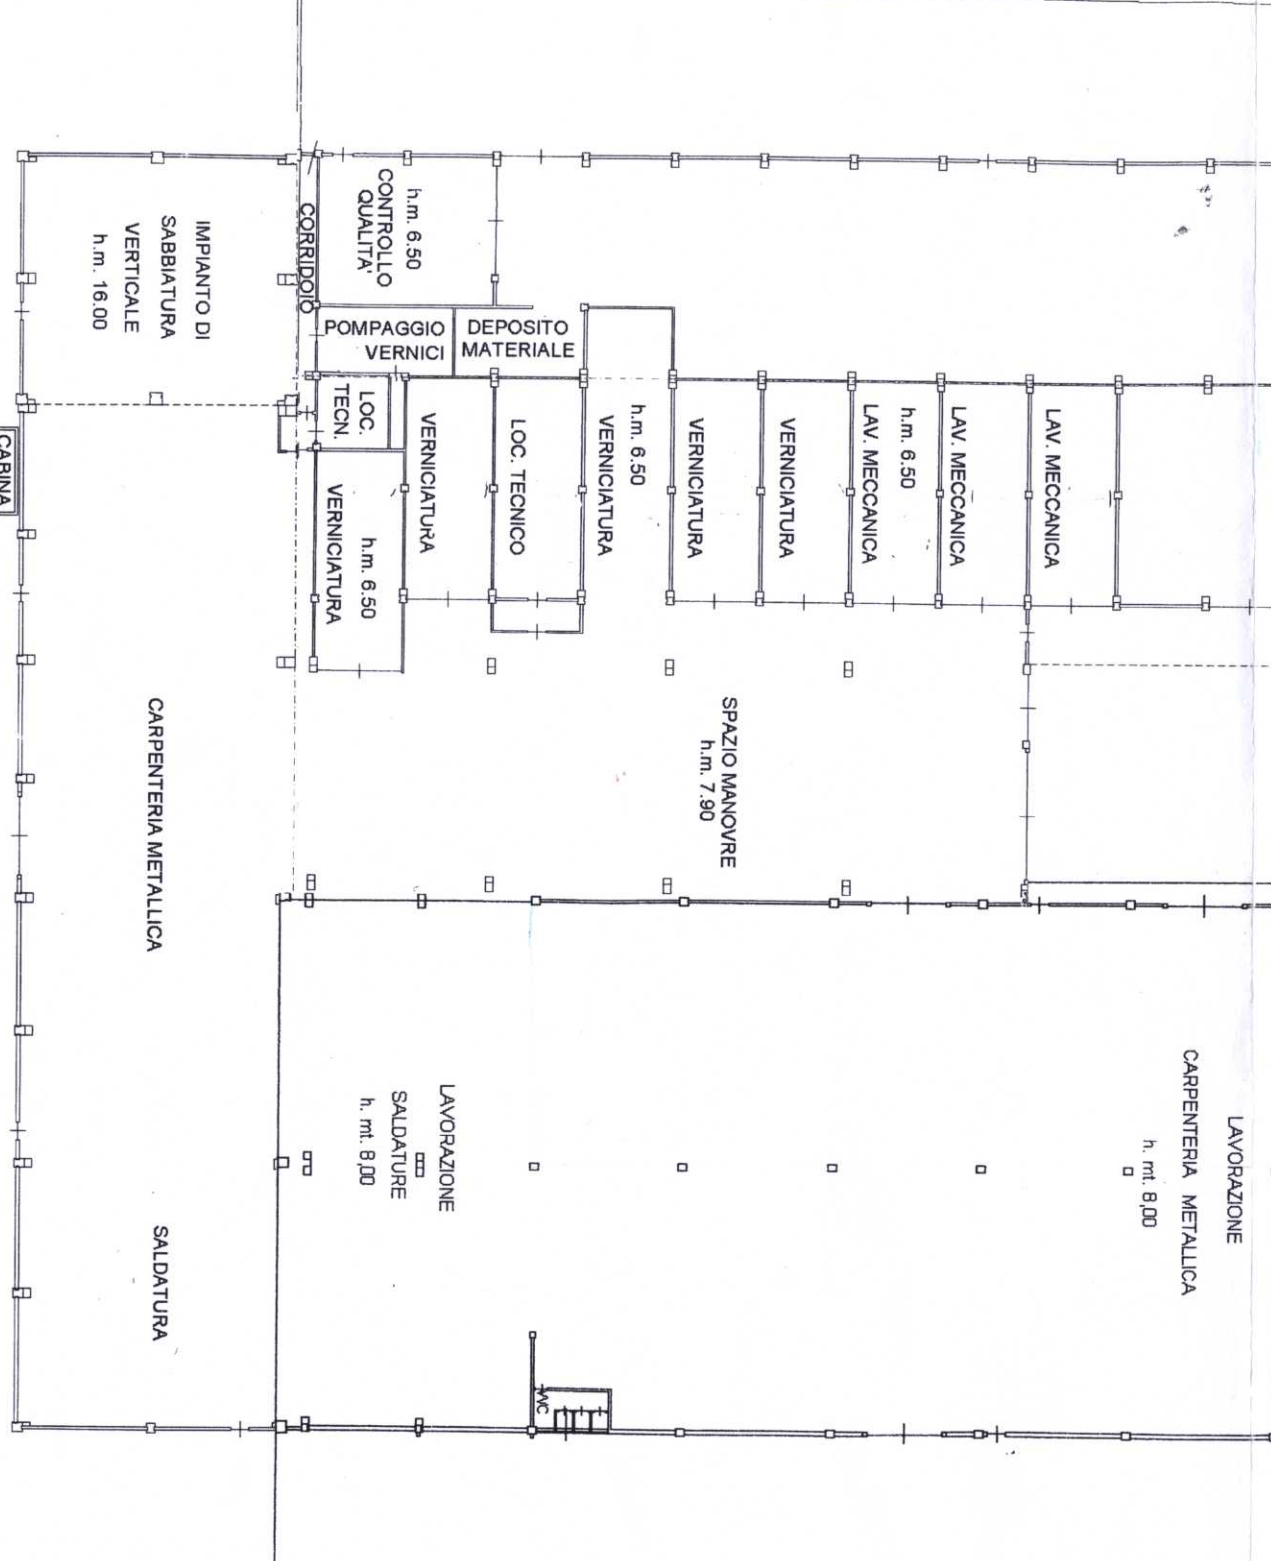 IMPIANTO DI
SABBIATURA
VERTICALE
h.m. 16.00
CORRIDOIO
h.m. 6.50
CONTROLLO
QUALITA'
POMPAGGIO
VERNICI
DEPOSITO
MATERIALE
LOC.
TECN.
VERNICIATURA
LOC. TECNICO
h.m. 6.50
VERNICIATURA
VERNICIATURA
VERNICIATURA
LAV. MECCANICA
h.m. 6.50
LAV. MECCANICA
LAV. MECCANICA
h.m. 6.50
VERNICIATURA
CABINA
SPAZIO MANOVRE
h.m. 7.90
CARPENTERIA METALLICA
SALDATURA
LAVORAZIONE
SALDATURE
h. mt. 8,00
LAVORAZIONE
CARPENTERIA METALLICA
h. mt. 8,00
WC